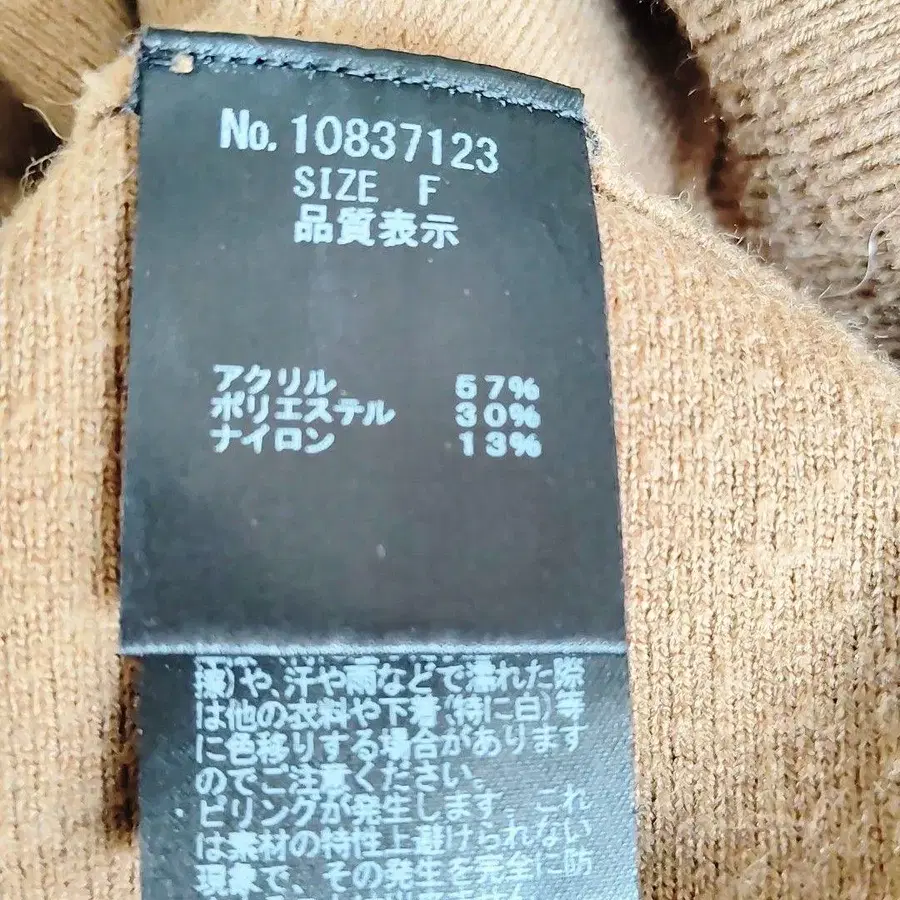 No.10837123
SIZE F
品質表示
アクリル 57%
ポリエステル 30%
ナイロン 13%
擦)や、汗や雨などで濡れた際
は他の衣料や下着(特に白)等
に色移りする場合があります
のでご注意ください。
ピリングが発生します。これ
は素材の特性上避けられない
現象で、その発生を完全に防